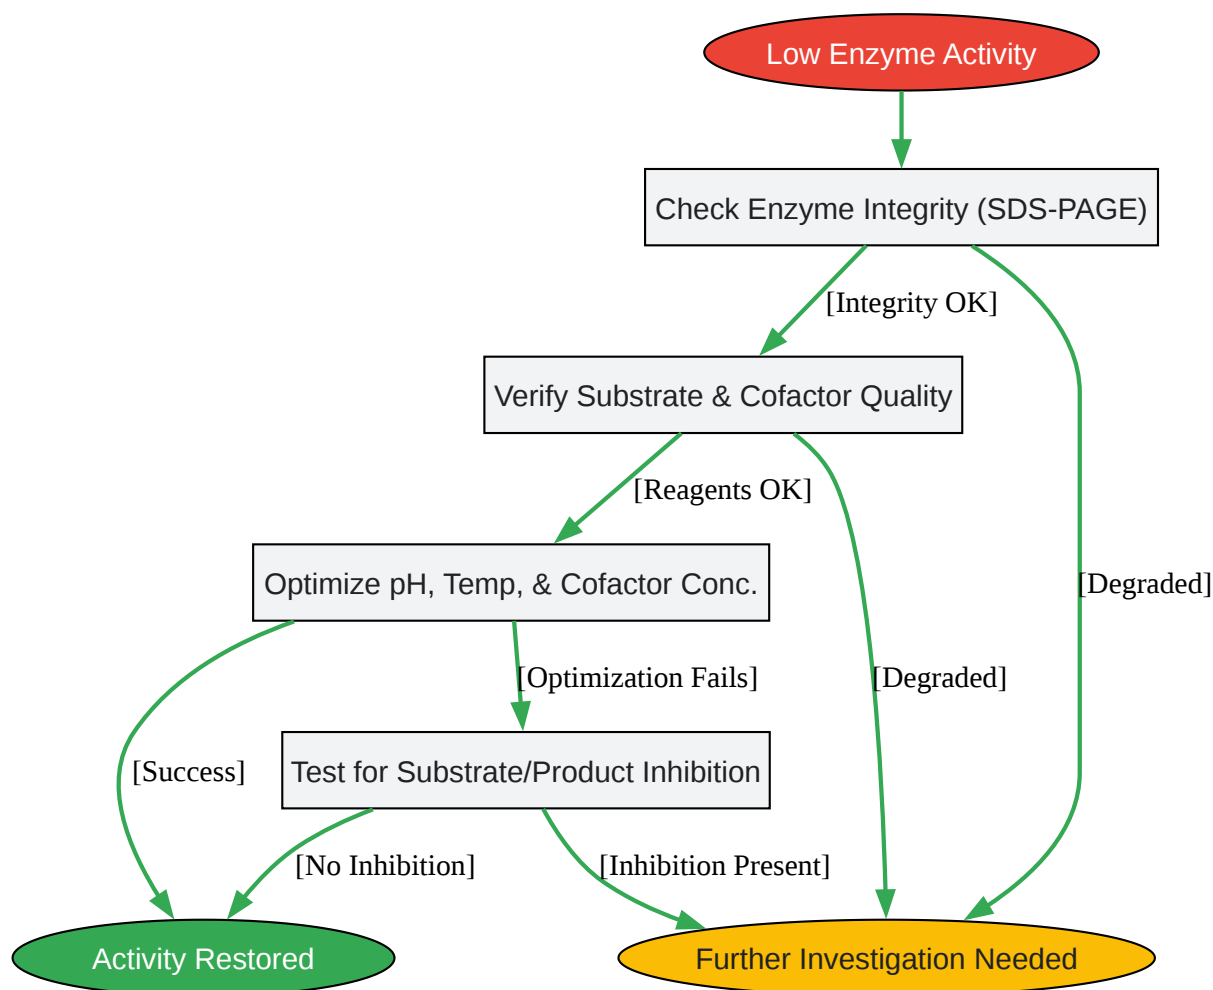 Low Enzyme Activity
Check Enzyme Integrity (SDS-PAGE)
[Integrity OK]
Verify Substrate & Cofactor Quality
[Reagents OK]
Optimize pH, Temp, & Cofactor Conc.
[Degraded]
[Optimization Fails]
[Degraded]
[Success]
Test for Substrate/Product Inhibition
[No Inhibition]
[Inhibition Present]
Activity Restored
Further Investigation Needed